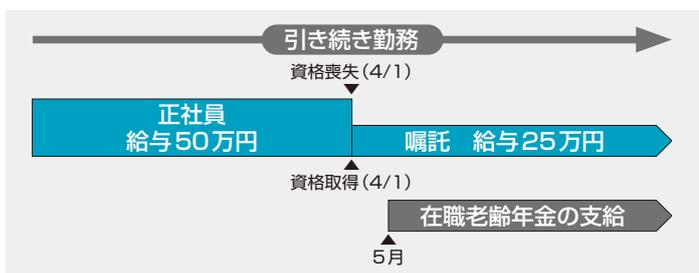 引き続き勤務
資格喪失（4/1）
正社員
給与50万円
嘱託　給与25万円
資格取得（4/1）
在職老齢年金の支給
5月